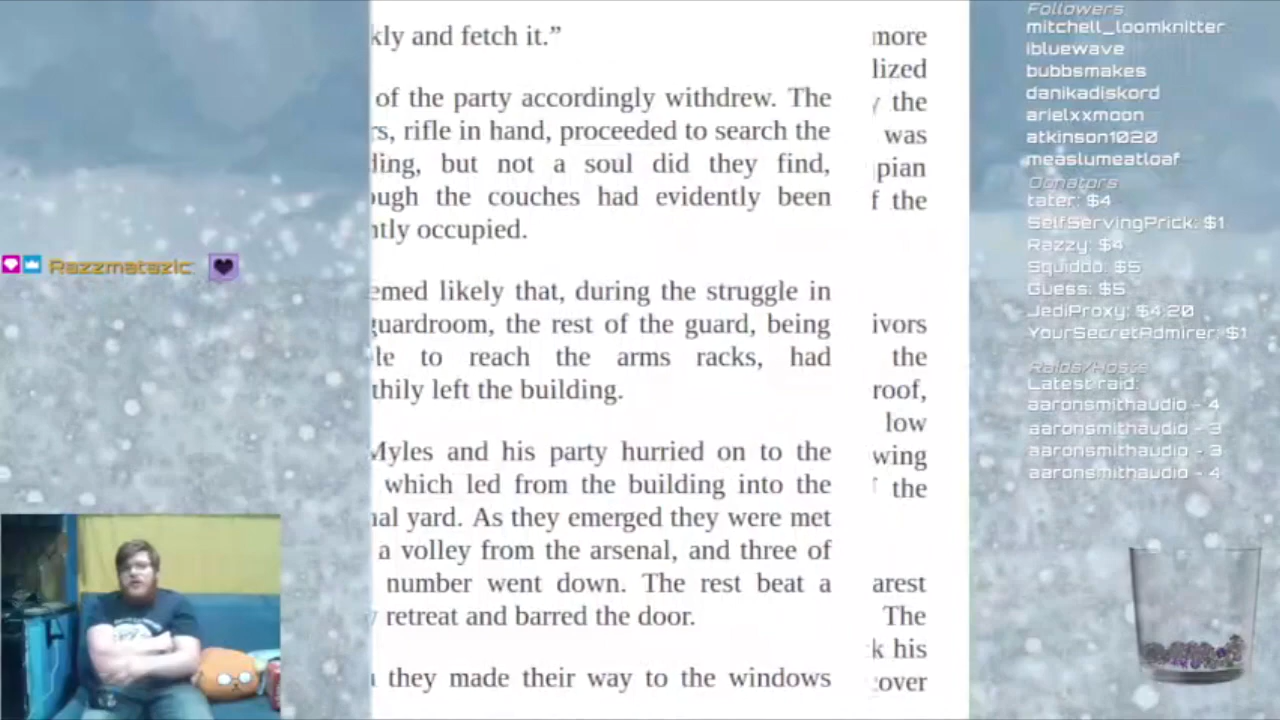 Razzmatazic
kly and fetch it.”
of the party accordingly withdrew. The
rs, rifle in hand, proceeded to search the
ding, but not a soul did they find,
ough the couches had evidently been
ntly occupied.
emed likely that, during the struggle in
guardroom, the rest of the guard, being
le to reach the arms racks, had
thily left the building.
Myles and his party hurried on to the
which led from the building into the
nal yard. As they emerged they were met
a volley from the arsenal, and three of
number went down. The rest beat a
retreat and barred the door.
they made their way to the windows
more
lized
the
was
pian
f the
ivors
the
roof,
low
wing
the
arest
The
k his
cover
Followers
mitchell_loomknitter
ibluewave
bubbsmakes
danikadiskord
arielxxmoon
atkinson1020
measlumeatloaf
Donators
tater: $4
SelfServingPrick: $1
Razzy: $4
Squiddo: $5
Guess: $5
JediProxy: $4.20
YourSecretAdmirer: $1
Raids/Hosts
Latest raid:
aaronsmithaudio - 4
aaronsmithaudio - 3
aaronsmithaudio - 3
aaronsmithaudio - 4